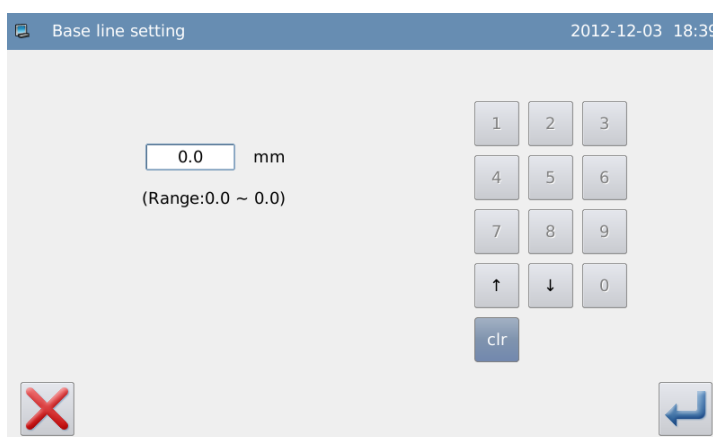 Base line setting 2012-12-03 18:39
0.0 mm
(Range:0.0 ~ 0.0)
1 2 3
4 5 6
7 8 9
↑ ↓ 0
clr